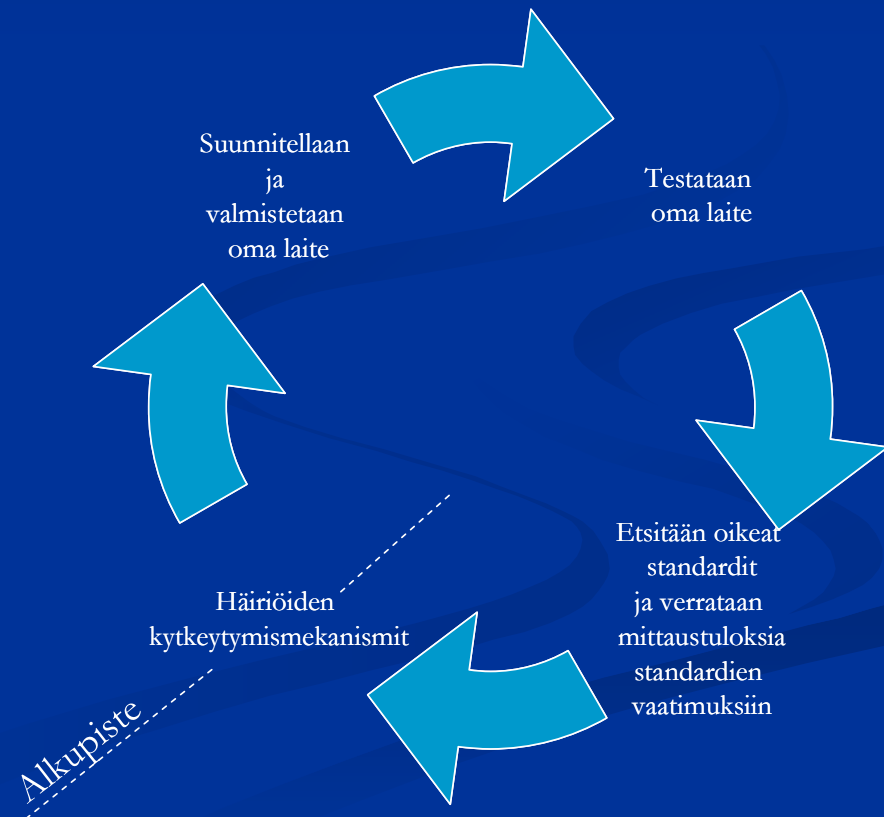 Suunnitellaan
ja
valmistetaan
oma laite
Testataan
oma laite
Etsitään oikeat
standardit
ja verrataan
mittaustuloksia
standardien
vaatimuksiin
Häiriöiden
kytkeytymismekanismit
Alkupiste